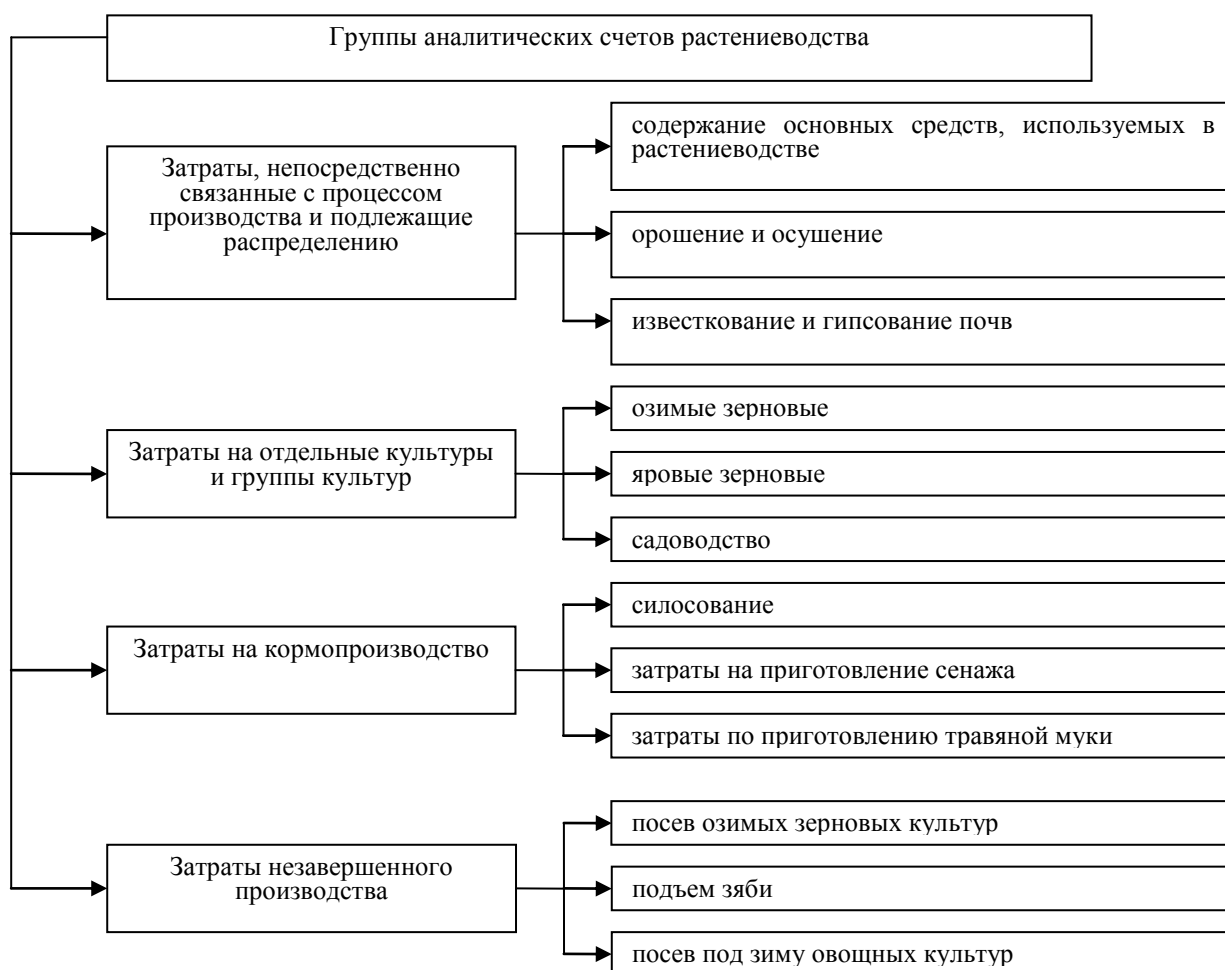 Группы аналитических счетов растениеводства
Затраты, непосредственно
связанные с процессом
производства и подлежащие
распределению
содержание основных средств, используемых в
растениеводстве
орошение и осушение
известкование и гипсование почв
Затраты на отдельные культуры
и группы культур
озимые зерновые
яровые зерновые
садоводство
Затраты на кормопроизводство
силосование
затраты на приготовление сенажа
затраты по приготовлению травяной муки
Затраты незавершенного
производства
посев озимых зерновых культур
подъем зяби
посев под зиму овощных культур